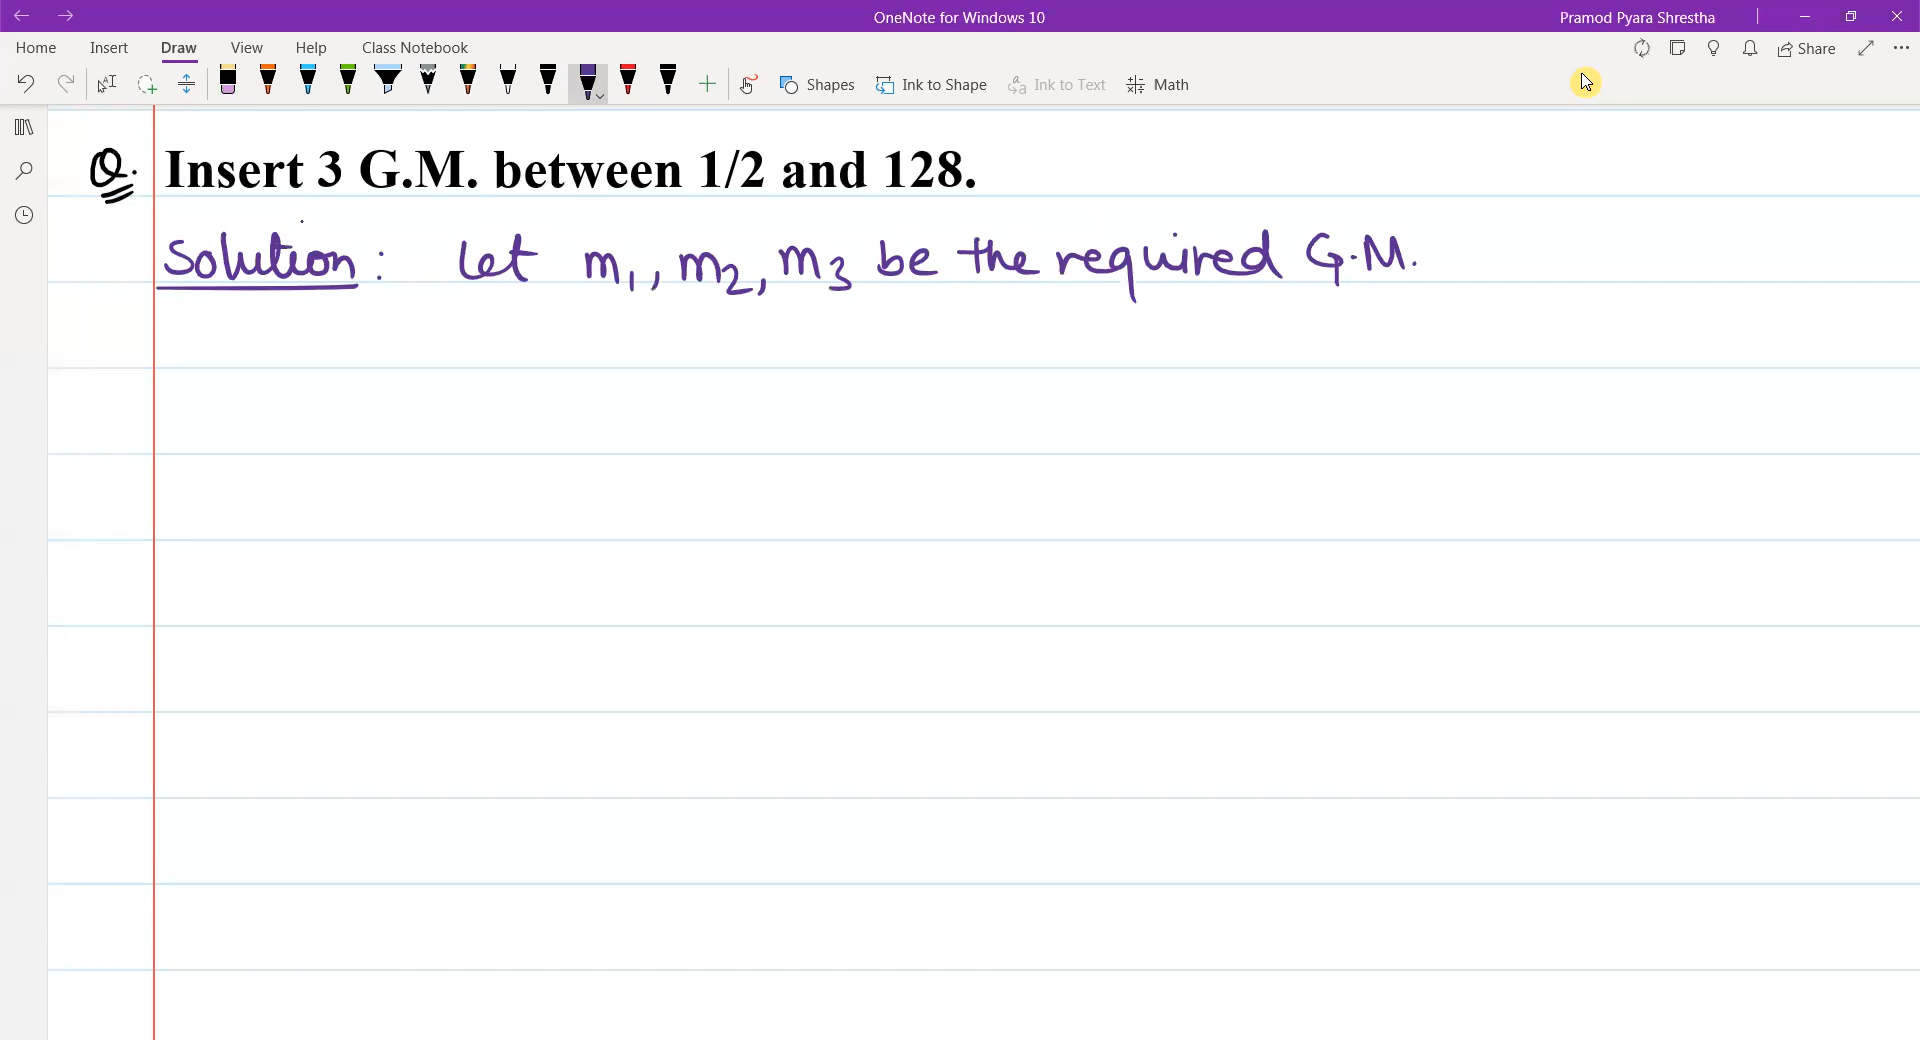 OneNote for Windows 10
Pramod Pyara Shrestha
Home Insert Draw View Help Class Notebook
Share
Shapes Ink to Shape Ink to Text Math
Q. Insert 3 G.M. between 1/2 and 128.
Solution : Let m₁, m₂, m₃ be the required G.M.